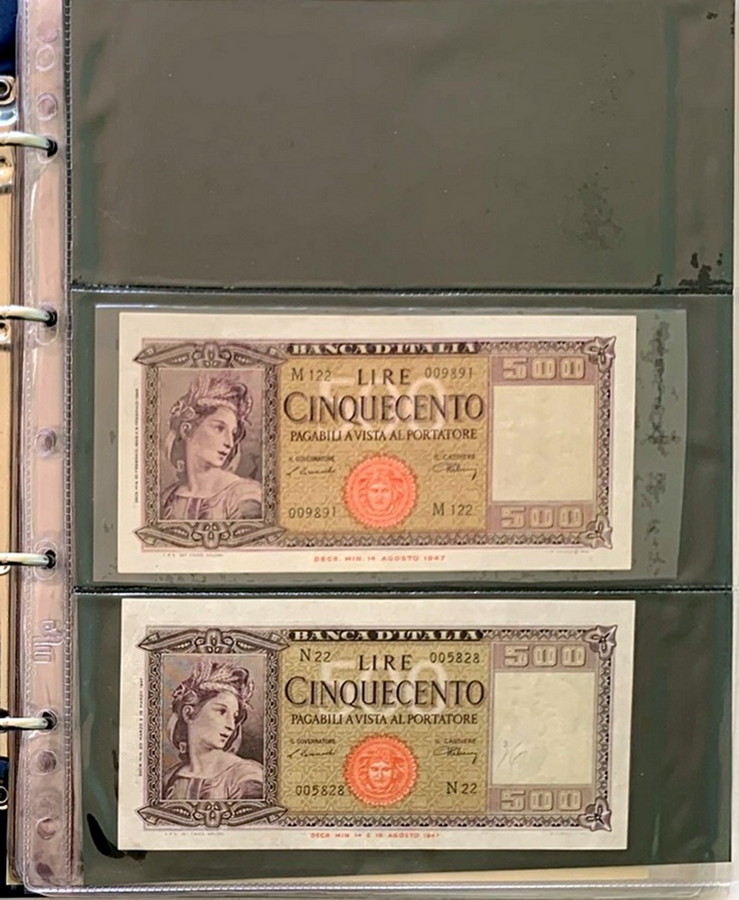 BANCA D'ITALIA
M 122 LIRE 009891
500
500
CINQUECENTO
PAGABILI A VISTA AL PORTATORE
IL GOVERNATORE IL CASSIERE
009891 M 122
500
DECR. MIN. 14 AGOSTO 1947
BANCA D'ITALIA
N 22 LIRE 005828
500
500
CINQUECENTO
PAGABILI A VISTA AL PORTATORE
IL GOVERNATORE IL CASSIERE
005828 N 22
500
DECR. MIN. 14 E 18 AGOSTO 1947